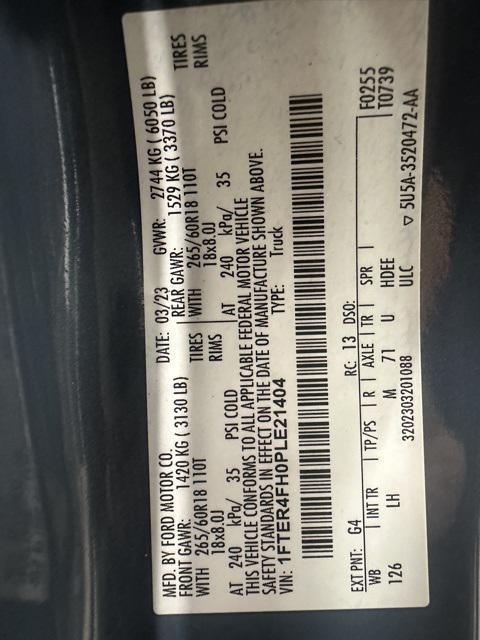 MFD. BY FORD MOTOR CO.
DATE: 03/23 GVWR: 2744 KG (6050 LB)
FRONT GAWR: 1420 KG (3130 LB) REAR GAWR: 1529 KG (3370 LB)
WITH 265/60R18 110T TIRES WITH 265/60R18 110T TIRES
18x8.0J RIMS 18x8.0J RIMS
AT 240 kPa/ 35 PSI COLD AT 240 kPa/ 35 PSI COLD
THIS VEHICLE CONFORMS TO ALL APPLICABLE FEDERAL MOTOR VEHICLE
SAFETY STANDARDS IN EFFECT ON THE DATE OF MANUFACTURE SHOWN ABOVE.
VIN: 1FTER4FH0PLE21404 TYPE: Truck
F0255
T0739
EXT PNT: G4 RC: 13 DSO:
WB | INT TR | TP/PS | R | AXLE | TR | SPR
126 LH M 71 U HDEE
ULC
3202303201088
▽ 5U5A-3520472-AA